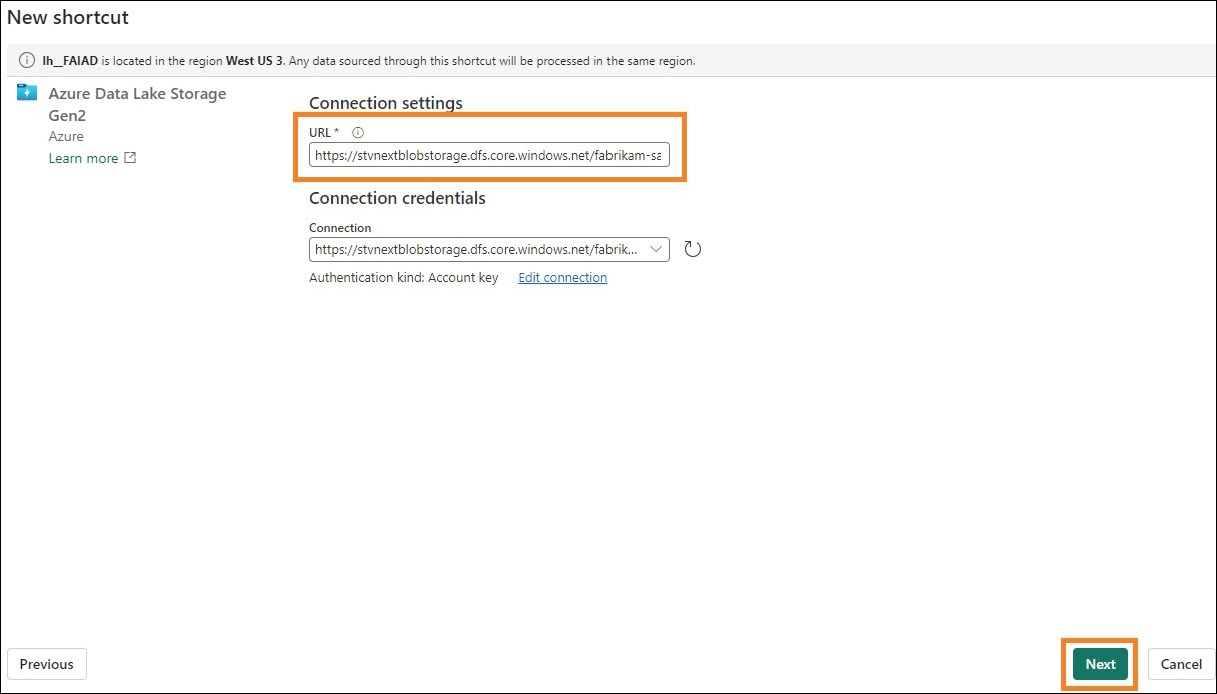 New shortcut
lh__FAIAD is located in the region West US 3. Any data sourced through this shortcut will be processed in the same region.
Azure Data Lake Storage
Gen2
Azure
Learn more
Connection settings
URL *
https://stvnextblobstorage.dfs.core.windows.net/fabrikam-sa
Connection credentials
Connection
https://stvnextblobstorage.dfs.core.windows.net/fabrik...
Authentication kind: Account key Edit connection
Previous
Next
Cancel